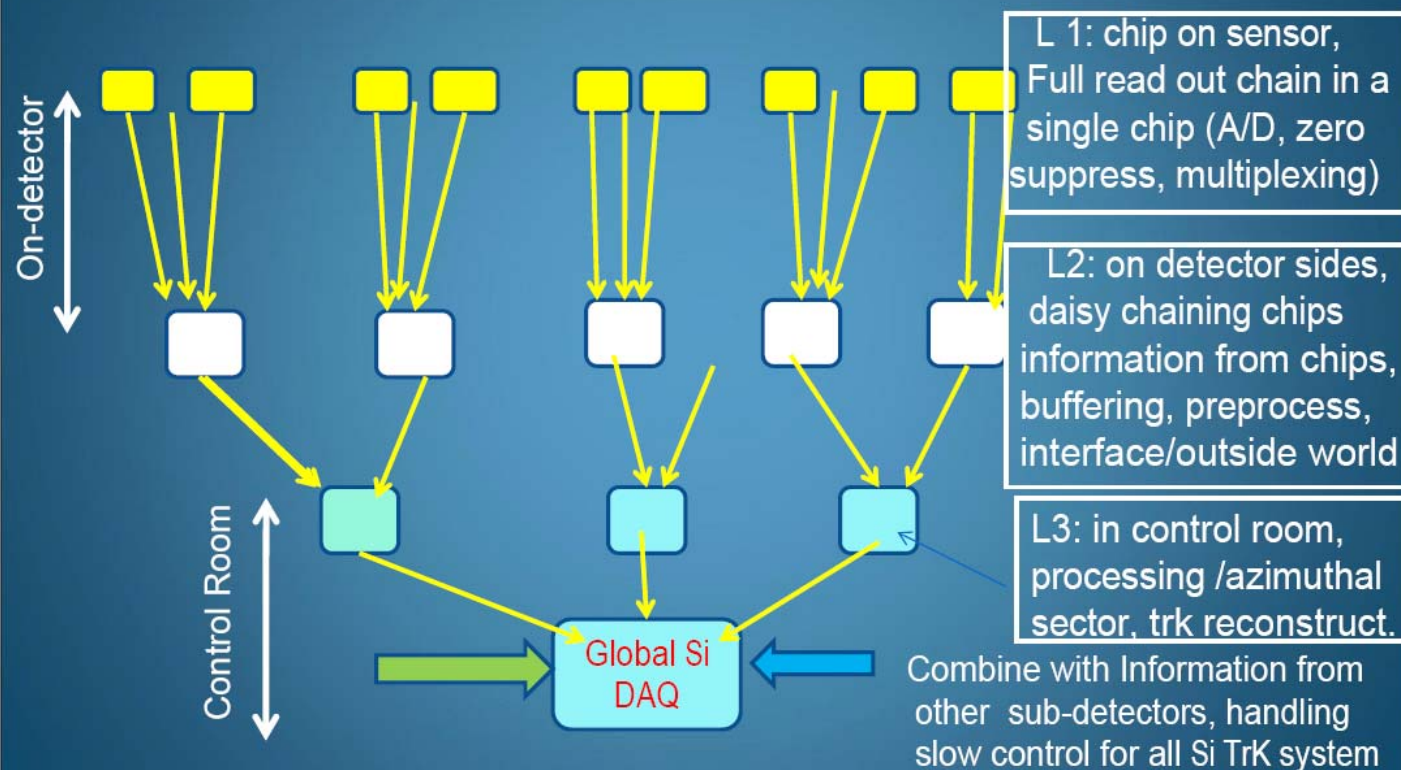 On-detector
L 1: chip on sensor,
Full read out chain in a
single chip (A/D, zero
suppress, multiplexing)
L2: on detector sides,
daisy chaining chips
information from chips,
buffering, preprocess,
interface/outside world
Control Room
L3: in control room,
processing /azimuthal
sector, trk reconstruct.
Global Si
DAQ
Combine with Information from
other sub-detectors, handling
slow control for all Si TrK system